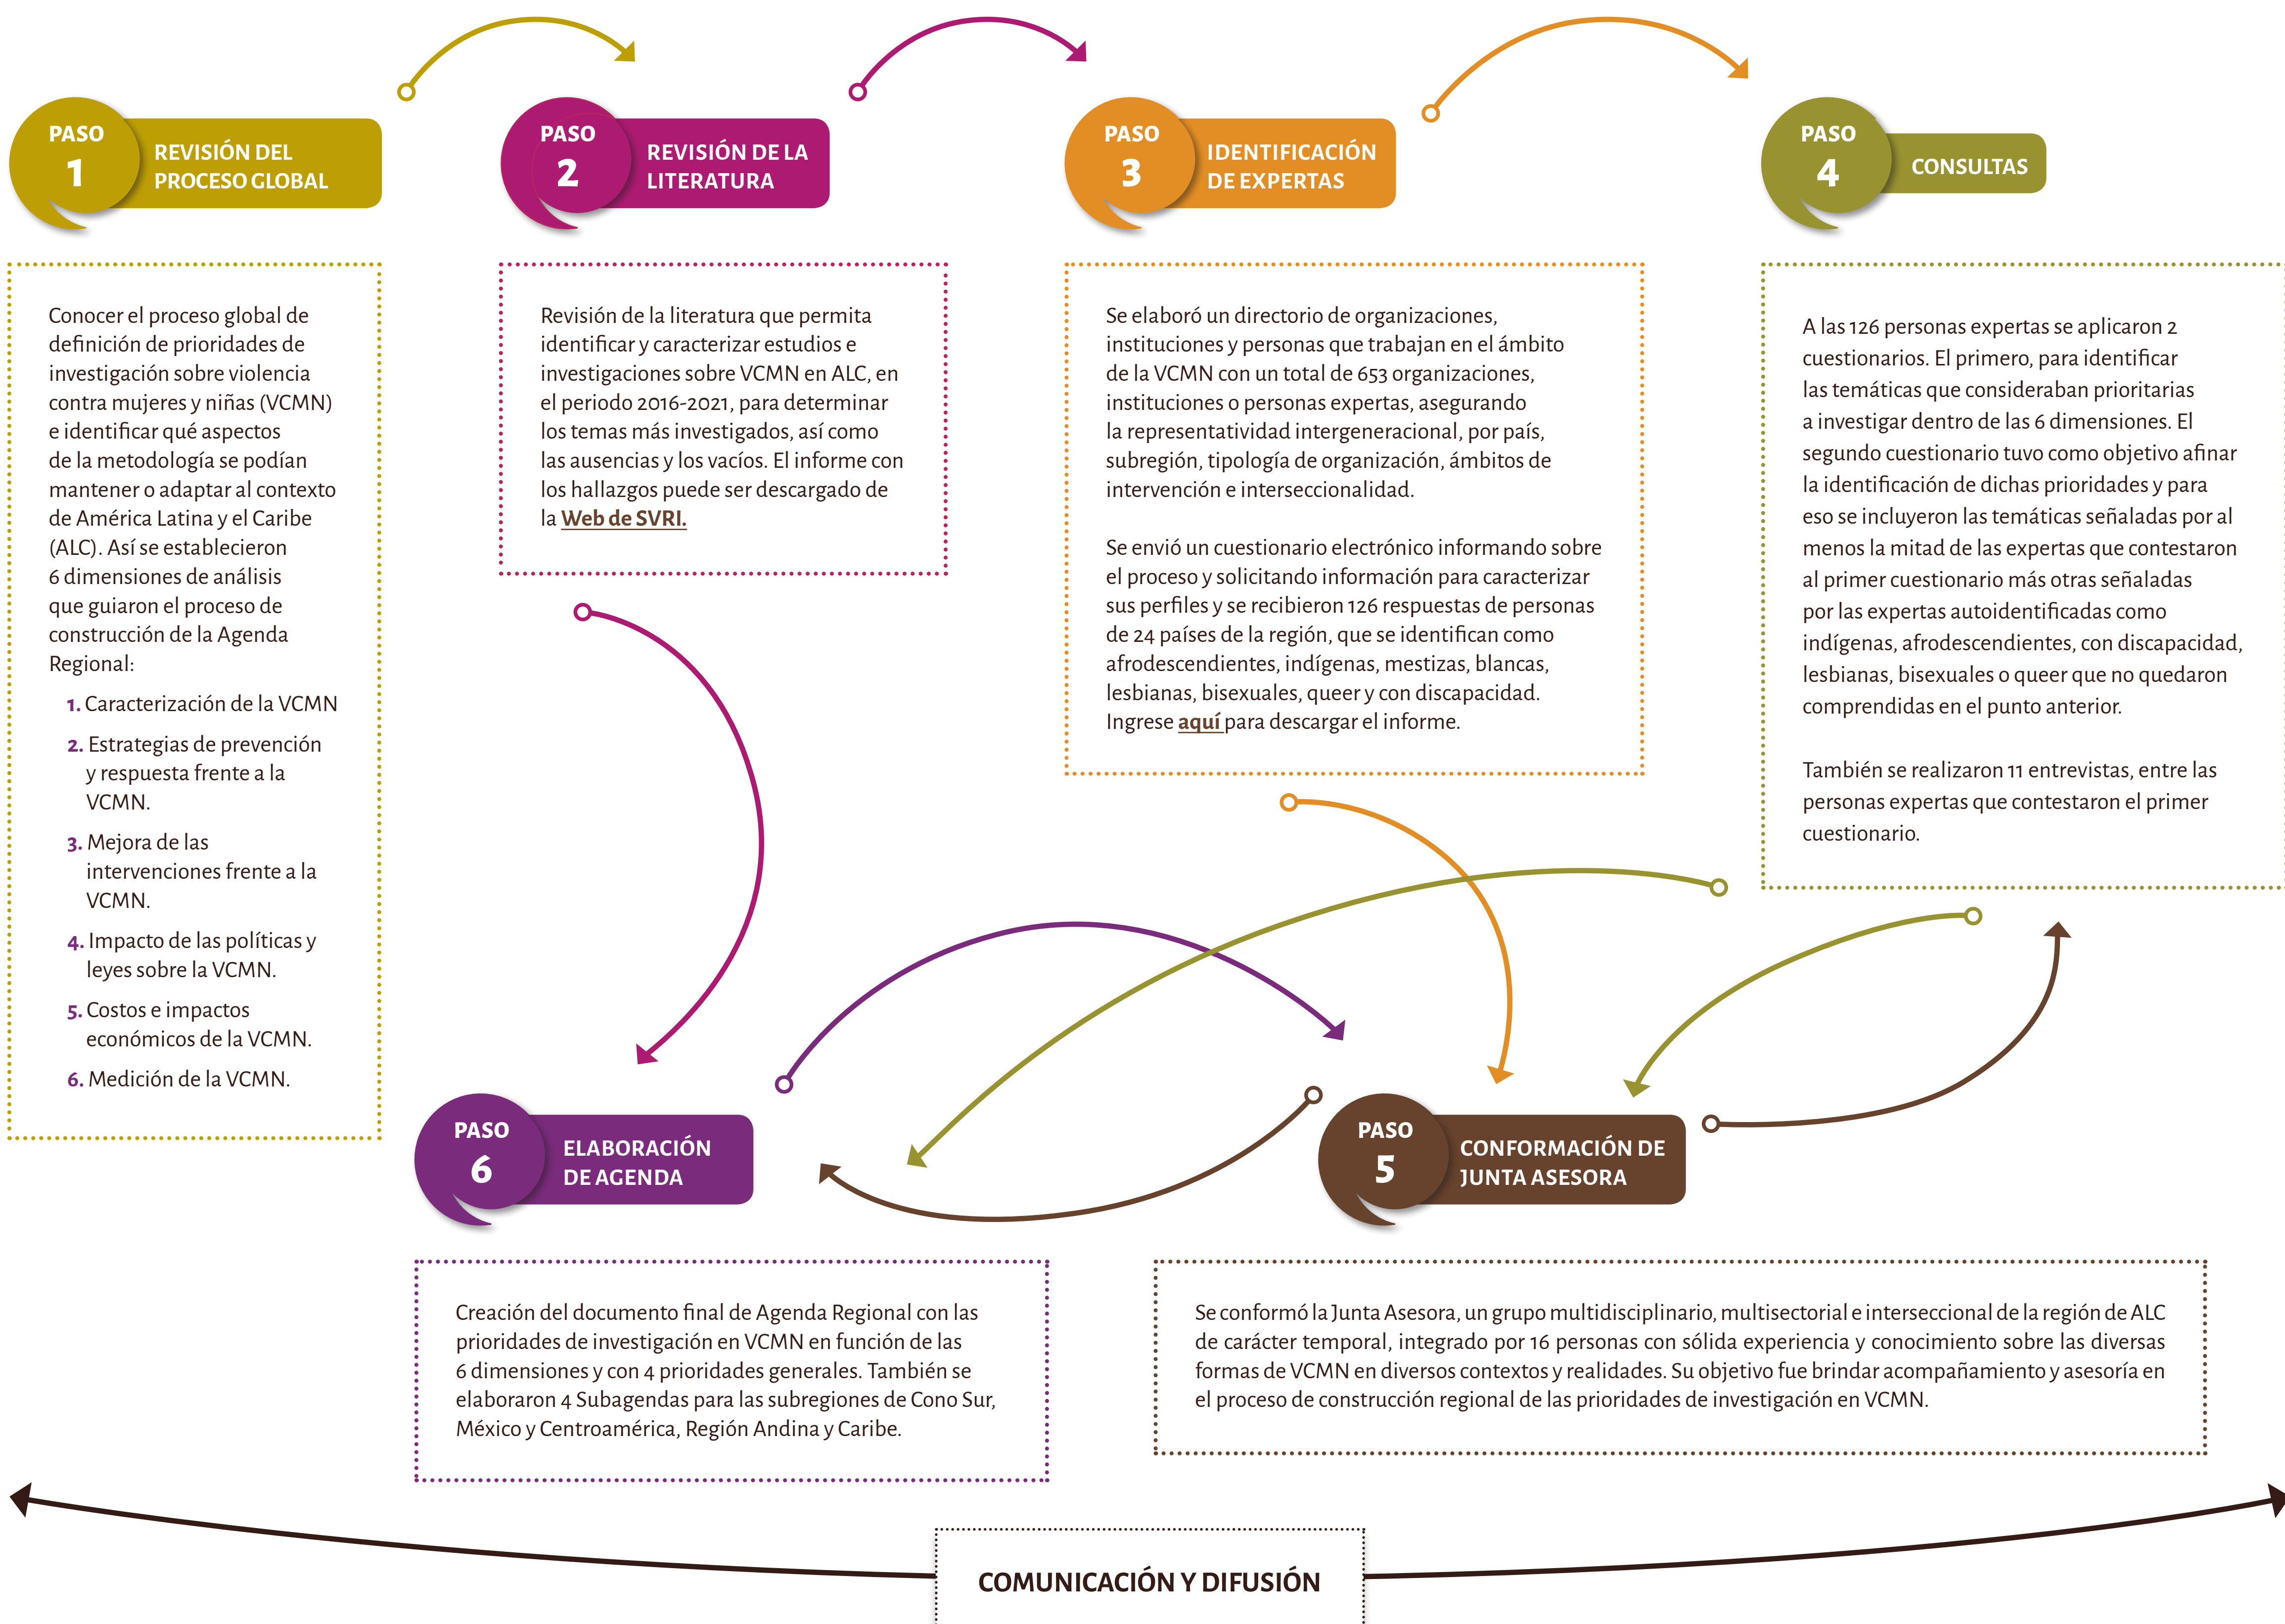 PASO
1
REVISIÓN DEL
PROCESO GLOBAL
Conocer el proceso global de
definición de prioridades de
investigación sobre violencia
contra mujeres y niñas (VCMN)
e identificar qué aspectos
de la metodología se podían
mantener o adaptar al contexto
de América Latina y el Caribe
(ALC). Así se establecieron
6 dimensiones de análisis
que guiaron el proceso de
construcción de la Agenda
Regional:
1. Caracterización de la VCMN
2. Estrategias de prevención
y respuesta frente a la
VCMN.
3. Mejora de las
intervenciones frente a la
VCMN.
4. Impacto de las políticas y
leyes sobre la VCMN.
5. Costos e impactos
económicos de la VCMN.
6. Medición de la VCMN.
PASO
2
REVISIÓN DE LA
LITERATURA
Revisión de la literatura que permita
identificar y caracterizar estudios e
investigaciones sobre VCMN en ALC, en
el periodo 2016-2021, para determinar
los temas más investigados, así como
las ausencias y los vacíos. El informe con
los hallazgos puede ser descargado de
la Web de SVRI.
PASO
3
IDENTIFICACIÓN
DE EXPERTAS
Se elaboró un directorio de organizaciones,
instituciones y personas que trabajan en el ámbito
de la VCMN con un total de 653 organizaciones,
instituciones o personas expertas, asegurando
la representatividad intergeneracional, por país,
subregión, tipología de organización, ámbitos de
intervención e interseccionalidad.
Se envió un cuestionario electrónico informando sobre
el proceso y solicitando información para caracterizar
sus perfiles y se recibieron 126 respuestas de personas
de 24 países de la región, que se identifican como
afrodescendientes, indígenas, mestizas, blancas,
lesbianas, bisexuales, queer y con discapacidad.
Ingrese aquí para descargar el informe.
PASO
4
CONSULTAS
A las 126 personas expertas se aplicaron 2
cuestionarios. El primero, para identificar
las temáticas que consideraban prioritarias
a investigar dentro de las 6 dimensiones. El
segundo cuestionario tuvo como objetivo afinar
la identificación de dichas prioridades y para
eso se incluyeron las temáticas señaladas por al
menos la mitad de las expertas que contestaron
al primer cuestionario más otras señaladas
por las expertas autoidentificadas como
indígenas, afrodescendientes, con discapacidad,
lesbianas, bisexuales o queer que no quedaron
comprendidas en el punto anterior.
También se realizaron 11 entrevistas, entre las
personas expertas que contestaron el primer
cuestionario.
PASO
6
ELABORACIÓN
DE AGENDA
Creación del documento final de Agenda Regional con las
prioridades de investigación en VCMN en función de las
6 dimensiones y con 4 prioridades generales. También se
elaboraron 4 Subagendas para las subregiones de Cono Sur,
México y Centroamérica, Región Andina y Caribe.
PASO
5
CONFORMACIÓN DE
JUNTA ASESORA
Se conformó la Junta Asesora, un grupo multidisciplinario, multisectorial e interseccional de la región de ALC
de carácter temporal, integrado por 16 personas con sólida experiencia y conocimiento sobre las diversas
formas de VCMN en diversos contextos y realidades. Su objetivo fue brindar acompañamiento y asesoría en
el proceso de construcción regional de las prioridades de investigación en VCMN.
COMUNICACIÓN Y DIFUSIÓN